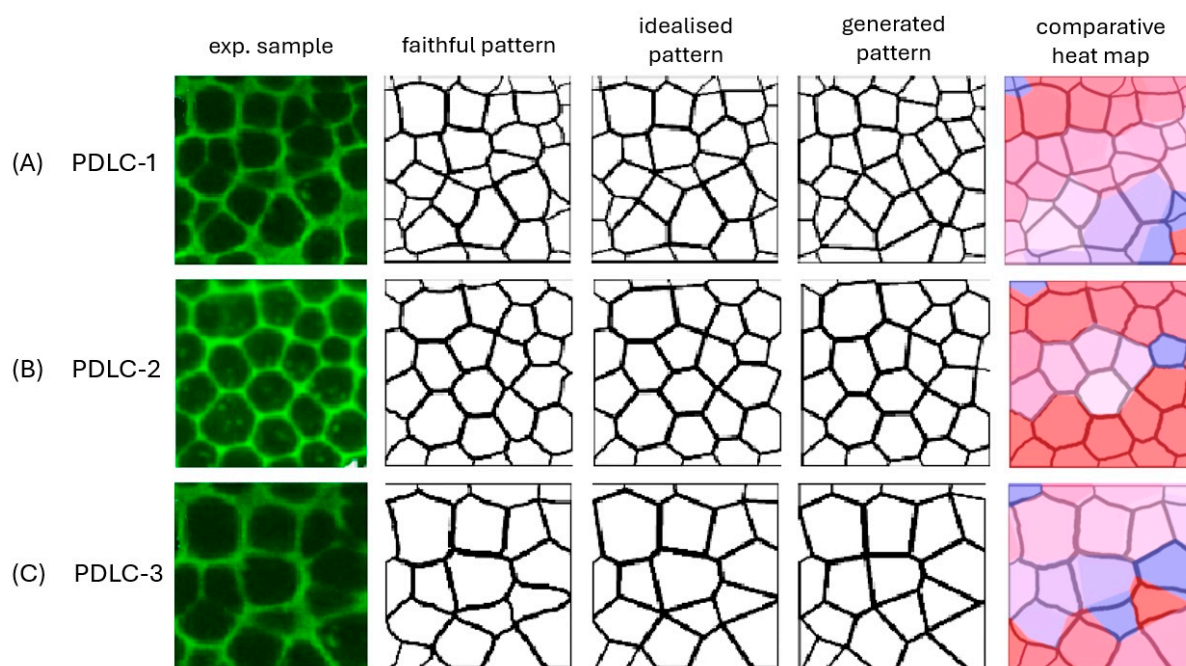 exp. sample
faithful pattern
idealised
pattern
generated
pattern
comparative
heat map
(A) PDLC-1
(B) PDLC-2
(C) PDLC-3